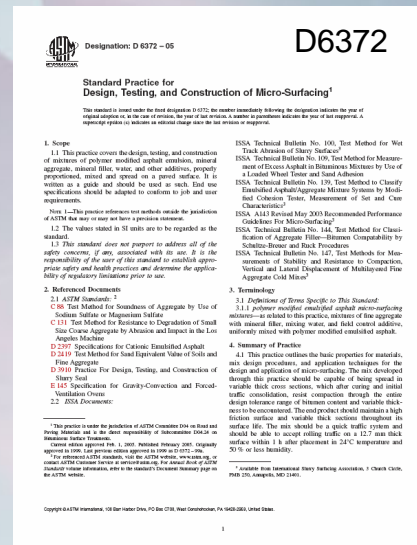 Designation: D 6372 – 05
D6372
Standard Practice for
Design, Testing, and Construction of Micro-Surfacing¹
This standard is issued under the fixed designation D 6372; the number immediately following the designation indicates the year of
original adoption or, in the case of revision, the year of last revision. A number in parentheses indicates the year of last reapproval. A
superscript epsilon (ε) indicates an editorial change since the last revision or reapproval.
1. Scope
1.1 This practice covers the design, testing, and construction
of mixtures of polymer modified asphalt emulsion, mineral
aggregate, mineral filler, water, and other additives, properly
proportioned, mixed and spread on a paved surface. It is
written as a guide and should be used as such. End use
specifications should be adapted to conform to job and user
requirements.
NOTE 1—This practice references test methods outside the jurisdiction
of ASTM that may or may not have a precision statement.
1.2 The values stated in SI units are to be regarded as the
standard.
1.3 This standard does not purport to address all of the
safety concerns, if any, associated with its use. It is the
responsibility of the user of this standard to establish appro-
priate safety and health practices and determine the applica-
bility of regulatory limitations prior to use.
2. Referenced Documents
2.1 ASTM Standards: ²
C 88 Test Method for Soundness of Aggregate by Use of
Sodium Sulfate or Magnesium Sulfate
C 131 Test Method for Resistance to Degradation of Small
Size Coarse Aggregate by Abrasion and Impact in the Los
Angeles Machine
D 2397 Specifications for Cationic Emulsified Asphalt
D 2419 Test Method for Sand Equivalent Value of Soils and
Fine Aggregate
D 3910 Practice For Design, Testing, and Construction of
Slurry Seal
E 145 Specification for Gravity-Convection and Forced-
Ventilation Ovens
2.2 ISSA Documents:
¹ This practice is under the jurisdiction of ASTM Committee D04 on Road and
Paving Materials and is the direct responsibility of Subcommittee D04.24 on
Bituminous Surface Treatments.
Current edition approved Feb. 1, 2005. Published February 2005. Originally
approved in 1999. Last previous edition approved in 1999 as D 6372 – 99a.
² For referenced ASTM standards, visit the ASTM website, www.astm.org, or
contact ASTM Customer Service at service@astm.org. For Annual Book of ASTM
Standards volume information, refer to the standard's Document Summary page on
the ASTM website.
ISSA Technical Bulletin No. 100, Test Method for Wet
Track Abrasion of Slurry Surfaces³
ISSA Technical Bulletin No. 109, Test Method for Measure-
ment of Excess Asphalt in Bituminous Mixtures by Use of
a Loaded Wheel Tester and Sand Adhesion
ISSA Technical Bulletin No. 139, Test Method to Classify
Emulsified Asphalt/Aggregate Mixture Systems by Modi-
fied Cohesion Tester, Measurement of Set and Cure
Characteristics³
ISSA A143 Revised May 2003 Recommended Performance
Guidelines For Micro-Surfacing³
ISSA Technical Bulletin No. 144, Test Method for Classi-
fication of Aggregate Filler—Bitumen Compatability by
Schultze-Breuer and Ruck Procedures
ISSA Technical Bulletin No. 147, Test Methods for Mea-
surements of Stability and Resistance to Compaction,
Vertical and Lateral Displacement of Multilayered Fine
Aggregate Cold Mixes³
3. Terminology
3.1 Definitions of Terms Specific to This Standard:
3.1.1 polymer modified emulsified asphalt micro-surfacing
mixtures—as related to this practice, mixtures of fine aggregate
with mineral filler, mixing water, and field control additive,
uniformly mixed with polymer modified emulsified asphalt.
4. Summary of Practice
4.1 This practice outlines the basic properties for materials,
mix design procedures, and application techniques for the
design and application of micro-surfacing. The mix developed
through this practice should be capable of being spread in
variable thick cross sections, which after curing and initial
traffic consolidation, resist compaction through the entire
design tolerance range of bitumen content and variable thick-
ness to be encountered. The end product should maintain a high
friction surface and variable thick sections throughout its
surface life. The mix should be a quick traffic system and
should be able to accept rolling traffic on a 12.7 mm thick
surface within 1 h after placement in 24°C temperature and
50 % or less humidity.
³ Available from International Slurry Surfacing Association, 3 Church Circle,
PMB 250, Annapolis, MD 21401.
Copyright © ASTM International, 100 Barr Harbor Drive, PO Box C700, West Conshohocken, PA 19428-2959, United States.
1